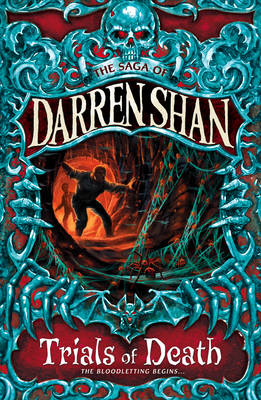 THE SAGA OF
DARREN SHAN
Trials of Death
THE BLOODLETTING BEGINS...